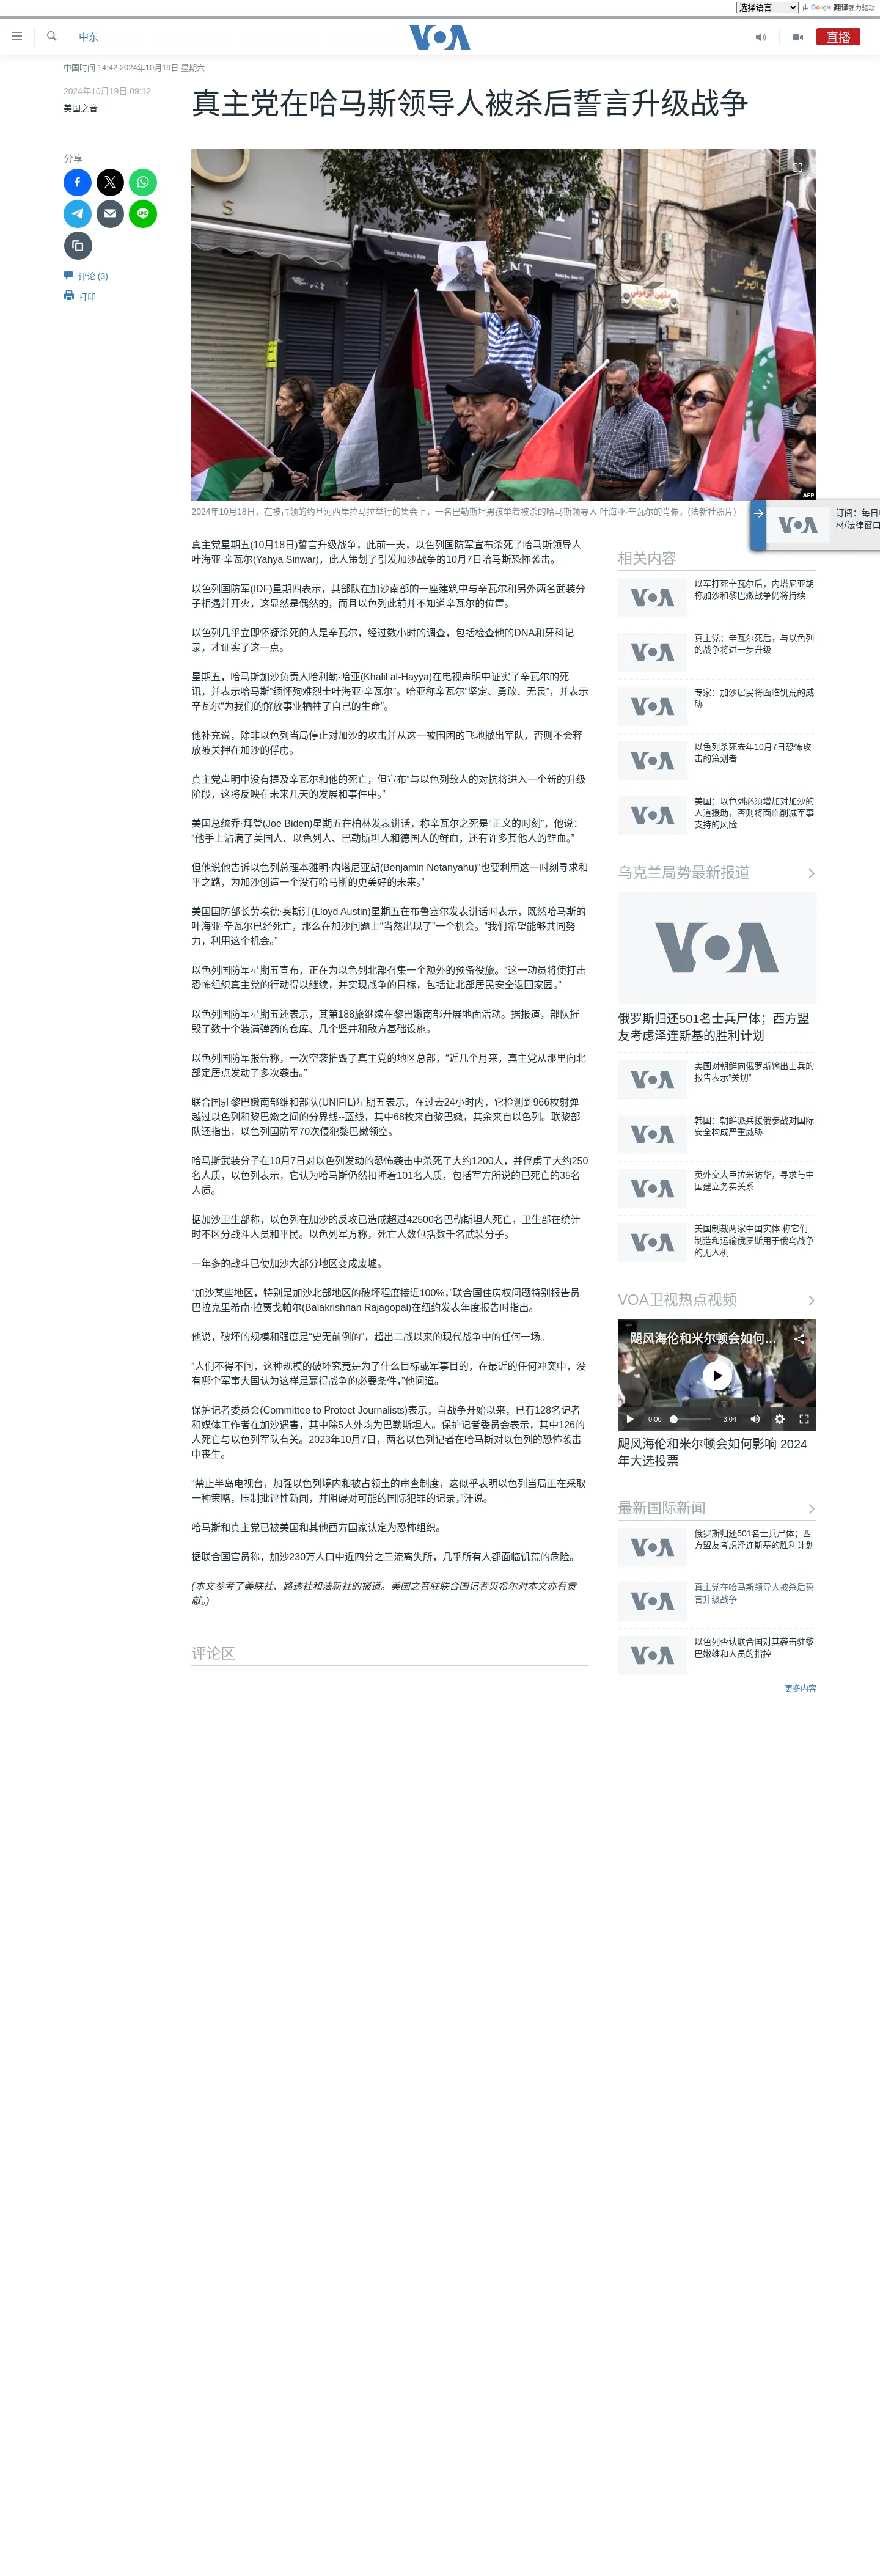 选择语言 由 Google 翻译强力驱动
中东
VOA
直播
中国时间 14:42 2024年10月19日 星期六
2024年10月19日 09:12
美国之音
真主党在哈马斯领导人被杀后誓言升级战争
分享
评论 (3)
打印
S
AFP
2024年10月18日，在被占领的约旦河西岸拉马拉举行的集会上，一名巴勒斯坦男孩举着被杀的哈马斯领导人 叶海亚·辛瓦尔的肖像。(法新社照片)
VOA
订阅：每日电
材/法律窗口
真主党星期五(10月18日)誓言升级战争，此前一天，以色列国防军宣布杀死了哈马斯领导人
叶海亚·辛瓦尔(Yahya Sinwar)，此人策划了引发加沙战争的10月7日哈马斯恐怖袭击。
以色列国防军(IDF)星期四表示，其部队在加沙南部的一座建筑中与辛瓦尔和另外两名武装分
子相遇并开火，这显然是偶然的，而且以色列此前并不知道辛瓦尔的位置。
以色列几乎立即怀疑杀死的人是辛瓦尔，经过数小时的调查，包括检查他的DNA和牙科记
录，才证实了这一点。
星期五，哈马斯加沙负责人哈利勒·哈亚(Khalil al-Hayya)在电视声明中证实了辛瓦尔的死
讯，并表示哈马斯“缅怀殉难烈士叶海亚·辛瓦尔”。哈亚称辛瓦尔“坚定、勇敢、无畏”，并表示
辛瓦尔“为我们的解放事业牺牲了自己的生命”。
他补充说，除非以色列当局停止对加沙的攻击并从这一被围困的飞地撤出军队，否则不会释
放被关押在加沙的俘虏。
真主党声明中没有提及辛瓦尔和他的死亡，但宣布“与以色列敌人的对抗将进入一个新的升级
阶段，这将反映在未来几天的发展和事件中。”
美国总统乔·拜登(Joe Biden)星期五在柏林发表讲话，称辛瓦尔之死是“正义的时刻”，他说：
“他手上沾满了美国人、以色列人、巴勒斯坦人和德国人的鲜血，还有许多其他人的鲜血。”
但他说他告诉以色列总理本雅明·内塔尼亚胡(Benjamin Netanyahu)“也要利用这一时刻寻求和
平之路，为加沙创造一个没有哈马斯的更美好的未来。”
美国国防部长劳埃德·奥斯汀(Lloyd Austin)星期五在布鲁塞尔发表讲话时表示，既然哈马斯的
叶海亚·辛瓦尔已经死亡，那么在加沙问题上“当然出现了”一个机会。“我们希望能够共同努
力，利用这个机会。”
以色列国防军星期五宣布，正在为以色列北部召集一个额外的预备役旅。“这一动员将使打击
恐怖组织真主党的行动得以继续，并实现战争的目标，包括让北部居民安全返回家园。”
以色列国防军星期五还表示，其第188旅继续在黎巴嫩南部开展地面活动。据报道，部队摧
毁了数十个装满弹药的仓库、几个竖井和敌方基础设施。
以色列国防军报告称，一次空袭摧毁了真主党的地区总部，“近几个月来，真主党从那里向北
部定居点发动了多次袭击。”
联合国驻黎巴嫩南部维和部队(UNIFIL)星期五表示，在过去24小时内，它检测到966枚射弹
越过以色列和黎巴嫩之间的分界线--蓝线，其中68枚来自黎巴嫩，其余来自以色列。联黎部
队还指出，以色列国防军70次侵犯黎巴嫩领空。
哈马斯武装分子在10月7日对以色列发动的恐怖袭击中杀死了大约1200人，并俘虏了大约250
名人质，以色列表示，它认为哈马斯仍然扣押着101名人质，包括军方所说的已死亡的35名
人质。
据加沙卫生部称，以色列在加沙的反攻已造成超过42500名巴勒斯坦人死亡，卫生部在统计
时不区分战斗人员和平民。以色列军方称，死亡人数包括数千名武装分子。
一年多的战斗已使加沙大部分地区变成废墟。
“加沙某些地区，特别是加沙北部地区的破坏程度接近100%，”联合国住房权问题特别报告员
巴拉克里希南·拉贾戈帕尔(Balakrishnan Rajagopal)在纽约发表年度报告时指出。
他说，破坏的规模和强度是“史无前例的”，超出二战以来的现代战争中的任何一场。
“人们不得不问，这种规模的破坏究竟是为了什么目标或军事目的，在最近的任何冲突中，没
有哪个军事大国认为这样是赢得战争的必要条件，”他问道。
保护记者委员会(Committee to Protect Journalists)表示，自战争开始以来，已有128名记者
和媒体工作者在加沙遇害，其中除5人外均为巴勒斯坦人。保护记者委员会表示，其中126的
人死亡与以色列军队有关。2023年10月7日，两名以色列记者在哈马斯对以色列的恐怖袭击
中丧生。
“禁止半岛电视台，加强以色列境内和被占领土的审查制度，这似乎表明以色列当局正在采取
一种策略，压制批评性新闻，并阻碍对可能的国际犯罪的记录，”汗说。
哈马斯和真主党已被美国和其他西方国家认定为恐怖组织。
据联合国官员称，加沙230万人口中近四分之三流离失所，几乎所有人都面临饥荒的危险。
(本文参考了美联社、路透社和法新社的报道。美国之音驻联合国记者贝希尔对本文亦有贡
献。)
评论区
相关内容
VOA
以军打死辛瓦尔后，内塔尼亚胡
称加沙和黎巴嫩战争仍将持续
VOA
真主党：辛瓦尔死后，与以色列
的战争将进一步升级
VOA
专家：加沙居民将面临饥荒的威
胁
VOA
以色列杀死去年10月7日恐怖攻
击的策划者
VOA
美国：以色列必须增加对加沙的
人道援助，否则将面临削减军事
支持的风险
乌克兰局势最新报道
VOA
俄罗斯归还501名士兵尸体；西方盟
友考虑泽连斯基的胜利计划
VOA
美国对朝鲜向俄罗斯输出士兵的
报告表示“关切”
VOA
韩国：朝鲜派兵援俄参战对国际
安全构成严重威胁
VOA
英外交大臣拉米访华，寻求与中
国建立务实关系
VOA
美国制裁两家中国实体 称它们
制造和运输俄罗斯用于俄乌战争
的无人机
VOA卫视热点视频
飓风海伦和米尔顿会如何...
0:00 3:04
飓风海伦和米尔顿会如何影响 2024
年大选投票
最新国际新闻
VOA
俄罗斯归还501名士兵尸体；西
方盟友考虑泽连斯基的胜利计划
VOA
真主党在哈马斯领导人被杀后誓
言升级战争
VOA
以色列否认联合国对其袭击驻黎
巴嫩维和人员的指控
更多内容